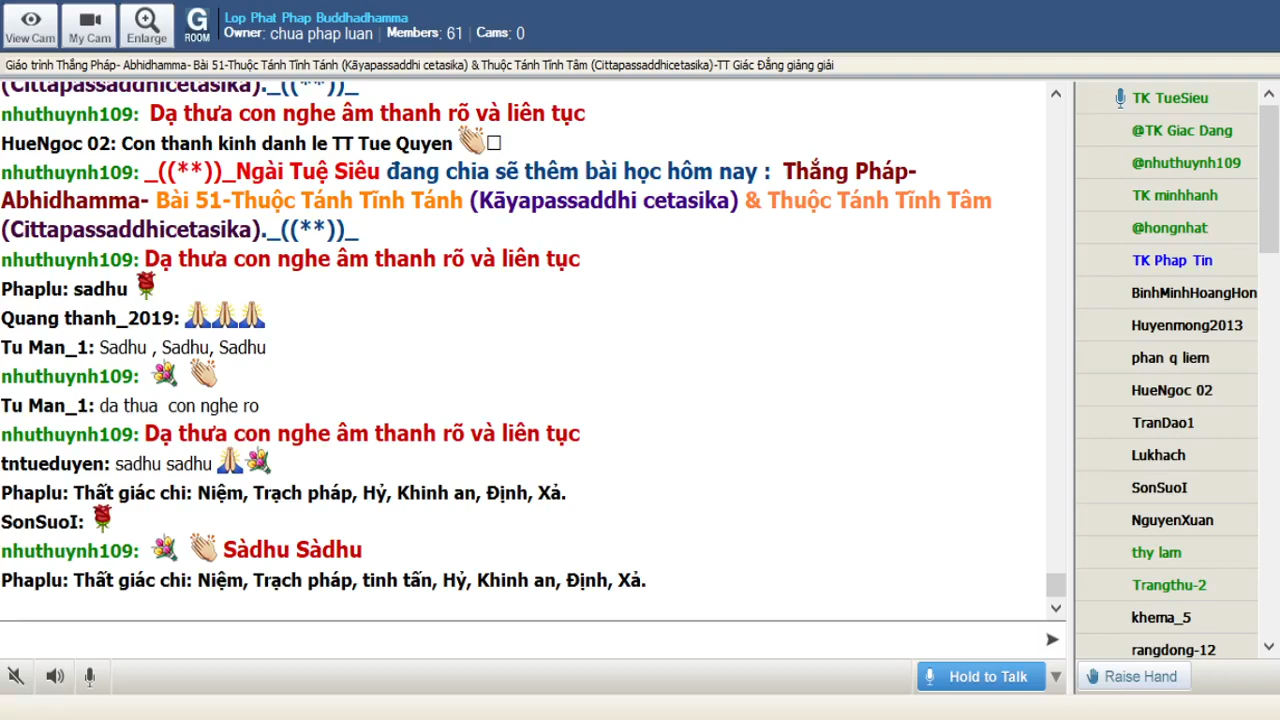 View Cam
My Cam
Enlarge
G
ROOM
Lop Phat Phap Buddhadhamma
Owner: chua phap luan | Members: 61 | Cams: 0
Giáo trình Thắng Pháp- Abhidhamma- Bài 51-Thuộc Tánh Tĩnh Tánh (Kāyapassaddhi cetasika) & Thuộc Tánh Tĩnh Tâm (Cittapassaddhicetasika)-TT Giác Đẳng giảng giải
(Cittapassaddhicetasika)._((**))_
nhuthuynh109: Dạ thưa con nghe âm thanh rõ và liên tục
HueNgoc 02: Con thanh kinh danh le TT Tue Quyen
nhuthuynh109: _((**))_Ngài Tuệ Siêu đang chia sẽ thêm bài học hôm nay : Thắng Pháp-
Abhidhamma- Bài 51-Thuộc Tánh Tĩnh Tánh (Kāyapassaddhi cetasika) & Thuộc Tánh Tĩnh Tâm
(Cittapassaddhicetasika)._((**))_
nhuthuynh109: Dạ thưa con nghe âm thanh rõ và liên tục
Phaplu: sadhu
Quang thanh_2019:
Tu Man_1: Sadhu , Sadhu, Sadhu
nhuthuynh109:
Tu Man_1: da thua con nghe ro
nhuthuynh109: Dạ thưa con nghe âm thanh rõ và liên tục
tntueduyen: sadhu sadhu
Phaplu: Thất giác chi: Niệm, Trạch pháp, Hỷ, Khinh an, Định, Xả.
SonSuoI:
nhuthuynh109: Sàdhu Sàdhu
Phaplu: Thất giác chi: Niệm, Trạch pháp, tinh tấn, Hỷ, Khinh an, Định, Xả.
Hold to Talk
TK TueSieu
@TK Giac Dang
@nhuthuynh109
TK minhhanh
@hongnhat
TK Phap Tin
BinhMinhHoangHon
Huyenmong2013
phan q liem
HueNgoc 02
TranDao1
Lukhach
SonSuoI
NguyenXuan
thy lam
Trangthu-2
khema_5
rangdong-12
Raise Hand